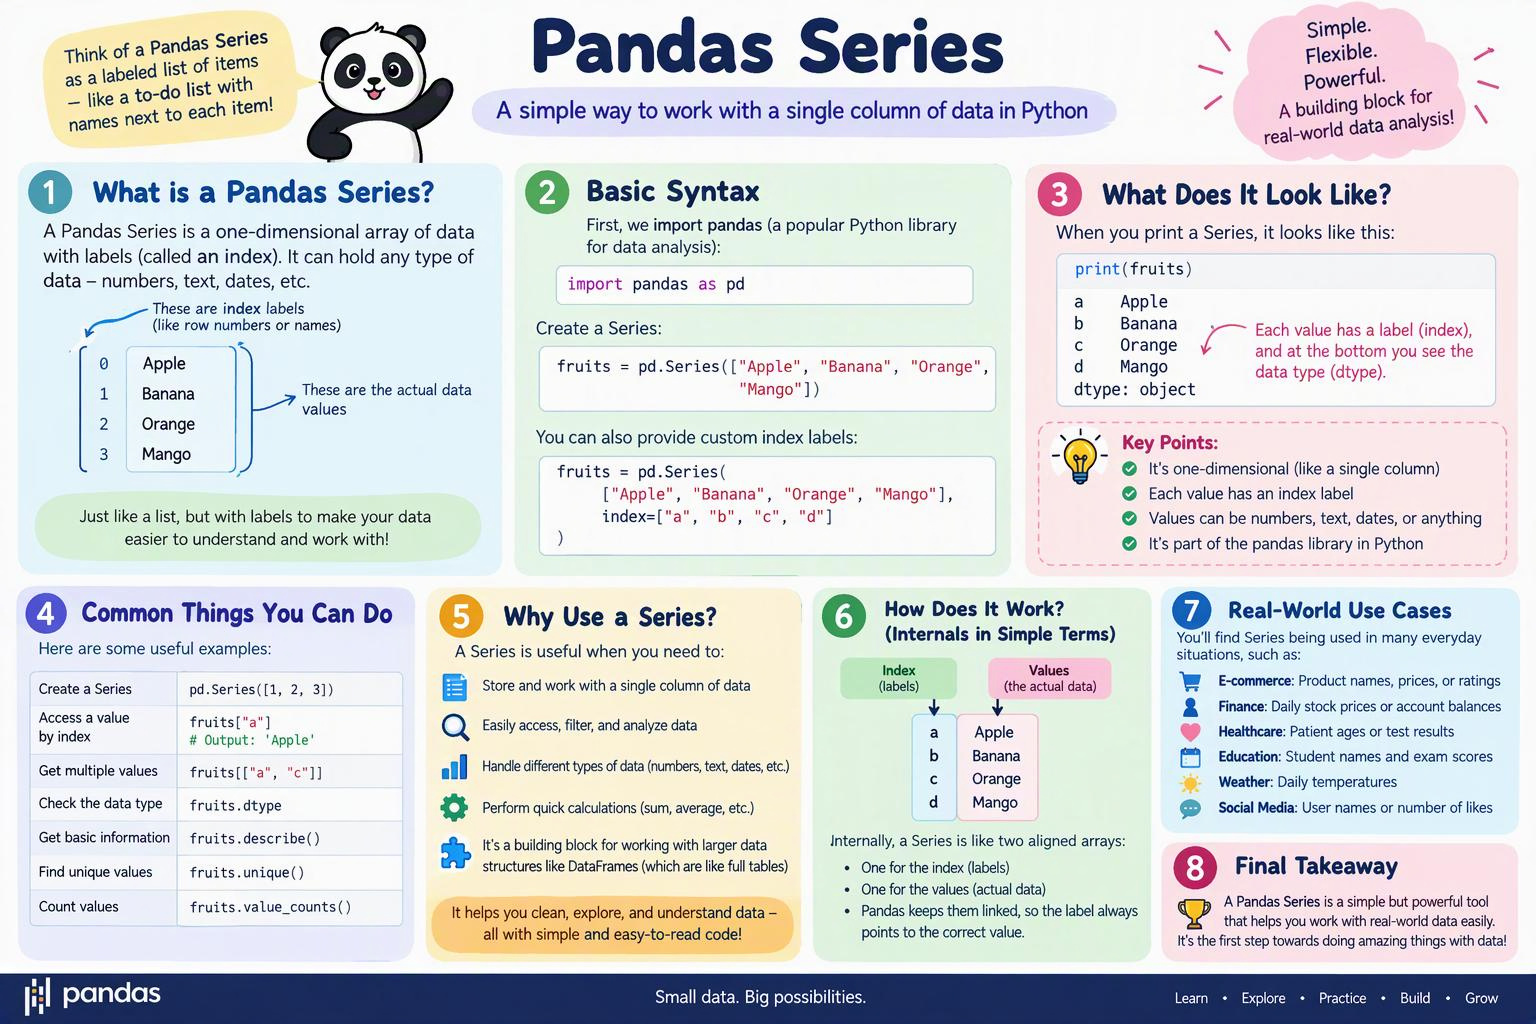 Think of a Pandas Series
as a labeled list of items
– like a to-do list with
names next to each item!
Pandas Series
A simple way to work with a single column of data in Python
Simple.
Flexible.
Powerful.
A building block for
real-world data analysis!
1 What is a Pandas Series?
A Pandas Series is a one-dimensional array of data
with labels (called an index). It can hold any type of
data – numbers, text, dates, etc.
These are index labels
(like row numbers or names)
0 Apple
1 Banana
2 Orange
3 Mango
These are the actual data
values
Just like a list, but with labels to make your data
easier to understand and work with!
2 Basic Syntax
First, we import pandas (a popular Python library
for data analysis):
import pandas as pd
Create a Series:
fruits = pd.Series(["Apple", "Banana", "Orange",
"Mango"])
You can also provide custom index labels:
fruits = pd.Series(
["Apple", "Banana", "Orange", "Mango"],
index=["a", "b", "c", "d"]
)
3 What Does It Look Like?
When you print a Series, it looks like this:
print(fruits)
a Apple
b Banana
c Orange
d Mango
dtype: object
Each value has a label (index),
and at the bottom you see the
data type (dtype).
Key Points:
It's one-dimensional (like a single column)
Each value has an index label
Values can be numbers, text, dates, or anything
It's part of the pandas library in Python
4 Common Things You Can Do
Here are some useful examples:
Create a Series pd.Series([1, 2, 3])
Access a value
by index
fruits["a"]
# Output: 'Apple'
Get multiple values fruits[["a", "c"]]
Check the data type fruits.dtype
Get basic information fruits.describe()
Find unique values fruits.unique()
Count values fruits.value_counts()
5 Why Use a Series?
A Series is useful when you need to:
Store and work with a single column of data
Easily access, filter, and analyze data
Handle different types of data (numbers, text, dates, etc.)
Perform quick calculations (sum, average, etc.)
It's a building block for working with larger data
structures like DataFrames (which are like full tables)
It helps you clean, explore, and understand data –
all with simple and easy-to-read code!
6 How Does It Work?
(Internals in Simple Terms)
Index
(labels)
Values
(the actual data)
a Apple
b Banana
c Orange
d Mango
Internally, a Series is like two aligned arrays:
• One for the index (labels)
• One for the values (actual data)
• Pandas keeps them linked, so the label always
points to the correct value.
7 Real-World Use Cases
You'll find Series being used in many everyday
situations, such as:
E-commerce: Product names, prices, or ratings
Finance: Daily stock prices or account balances
Healthcare: Patient ages or test results
Education: Student names and exam scores
Weather: Daily temperatures
Social Media: User names or number of likes
8 Final Takeaway
A Pandas Series is a simple but powerful tool
that helps you work with real-world data easily.
It's the first step towards doing amazing things with data!
pandas
Small data. Big possibilities.
Learn • Explore • Practice • Build • Grow